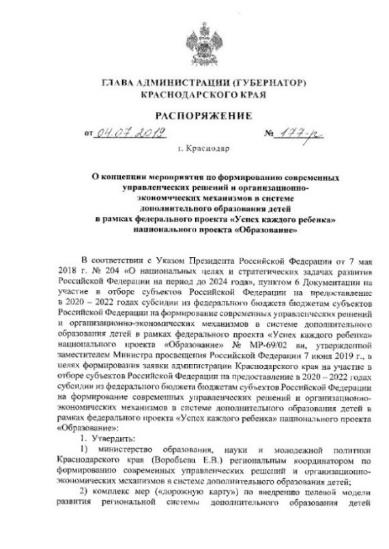 ГЛАВА АДМИНИСТРАЦИИ (ГУБЕРНАТОР)
КРАСНОДАРСКОГО КРАЯ
РАСПОРЯЖЕНИЕ
от 04.07.2019 № 177-р
г. Краснодар
О концепции мероприятия по формированию современных
управленческих решений и организационно-
экономических механизмов в системе
дополнительного образования детей
в рамках федерального проекта «Успех каждого ребенка»
национального проекта «Образование»
В соответствии с Указом Президента Российской Федерации от 7 мая
2018 г. № 204 «О национальных целях и стратегических задачах развития
Российской Федерации на период до 2024 года», пунктом 6 Документации на
участие в отборе субъектов Российской Федерации на предоставление
в 2020 – 2022 годах субсидии из федерального бюджета бюджетам субъектов
Российской Федерации на формирование современных управленческих решений
и организационно-экономических механизмов в системе дополнительного
образования детей в рамках федерального проекта «Успех каждого ребенка»
национального проекта «Образование» № МР-69/02 вн, утвержденной
заместителем Министра просвещения Российской Федерации 7 июня 2019 г., в
целях формирования заявки администрации Краснодарского края на участие в
отборе субъектов Российской Федерации на предоставление в 2020 – 2022 годах
субсидии из федерального бюджета бюджетам субъектов Российской Федерации
на формирование современных управленческих решений и организационно-
экономических механизмов в системе дополнительного образования детей в
рамках федерального проекта «Успех каждого ребенка» национального проекта
«Образование»:
1. Утвердить:
1) министерство образования, науки и молодежной политики
Краснодарского края (Воробьева Е.В.) региональным координатором по
формированию современных управленческих решений и организационно-
экономических механизмов в системе дополнительного образования детей;
2) комплекс мер («дорожную карту») по внедрению целевой модели
развития региональной системы дополнительного образования детей